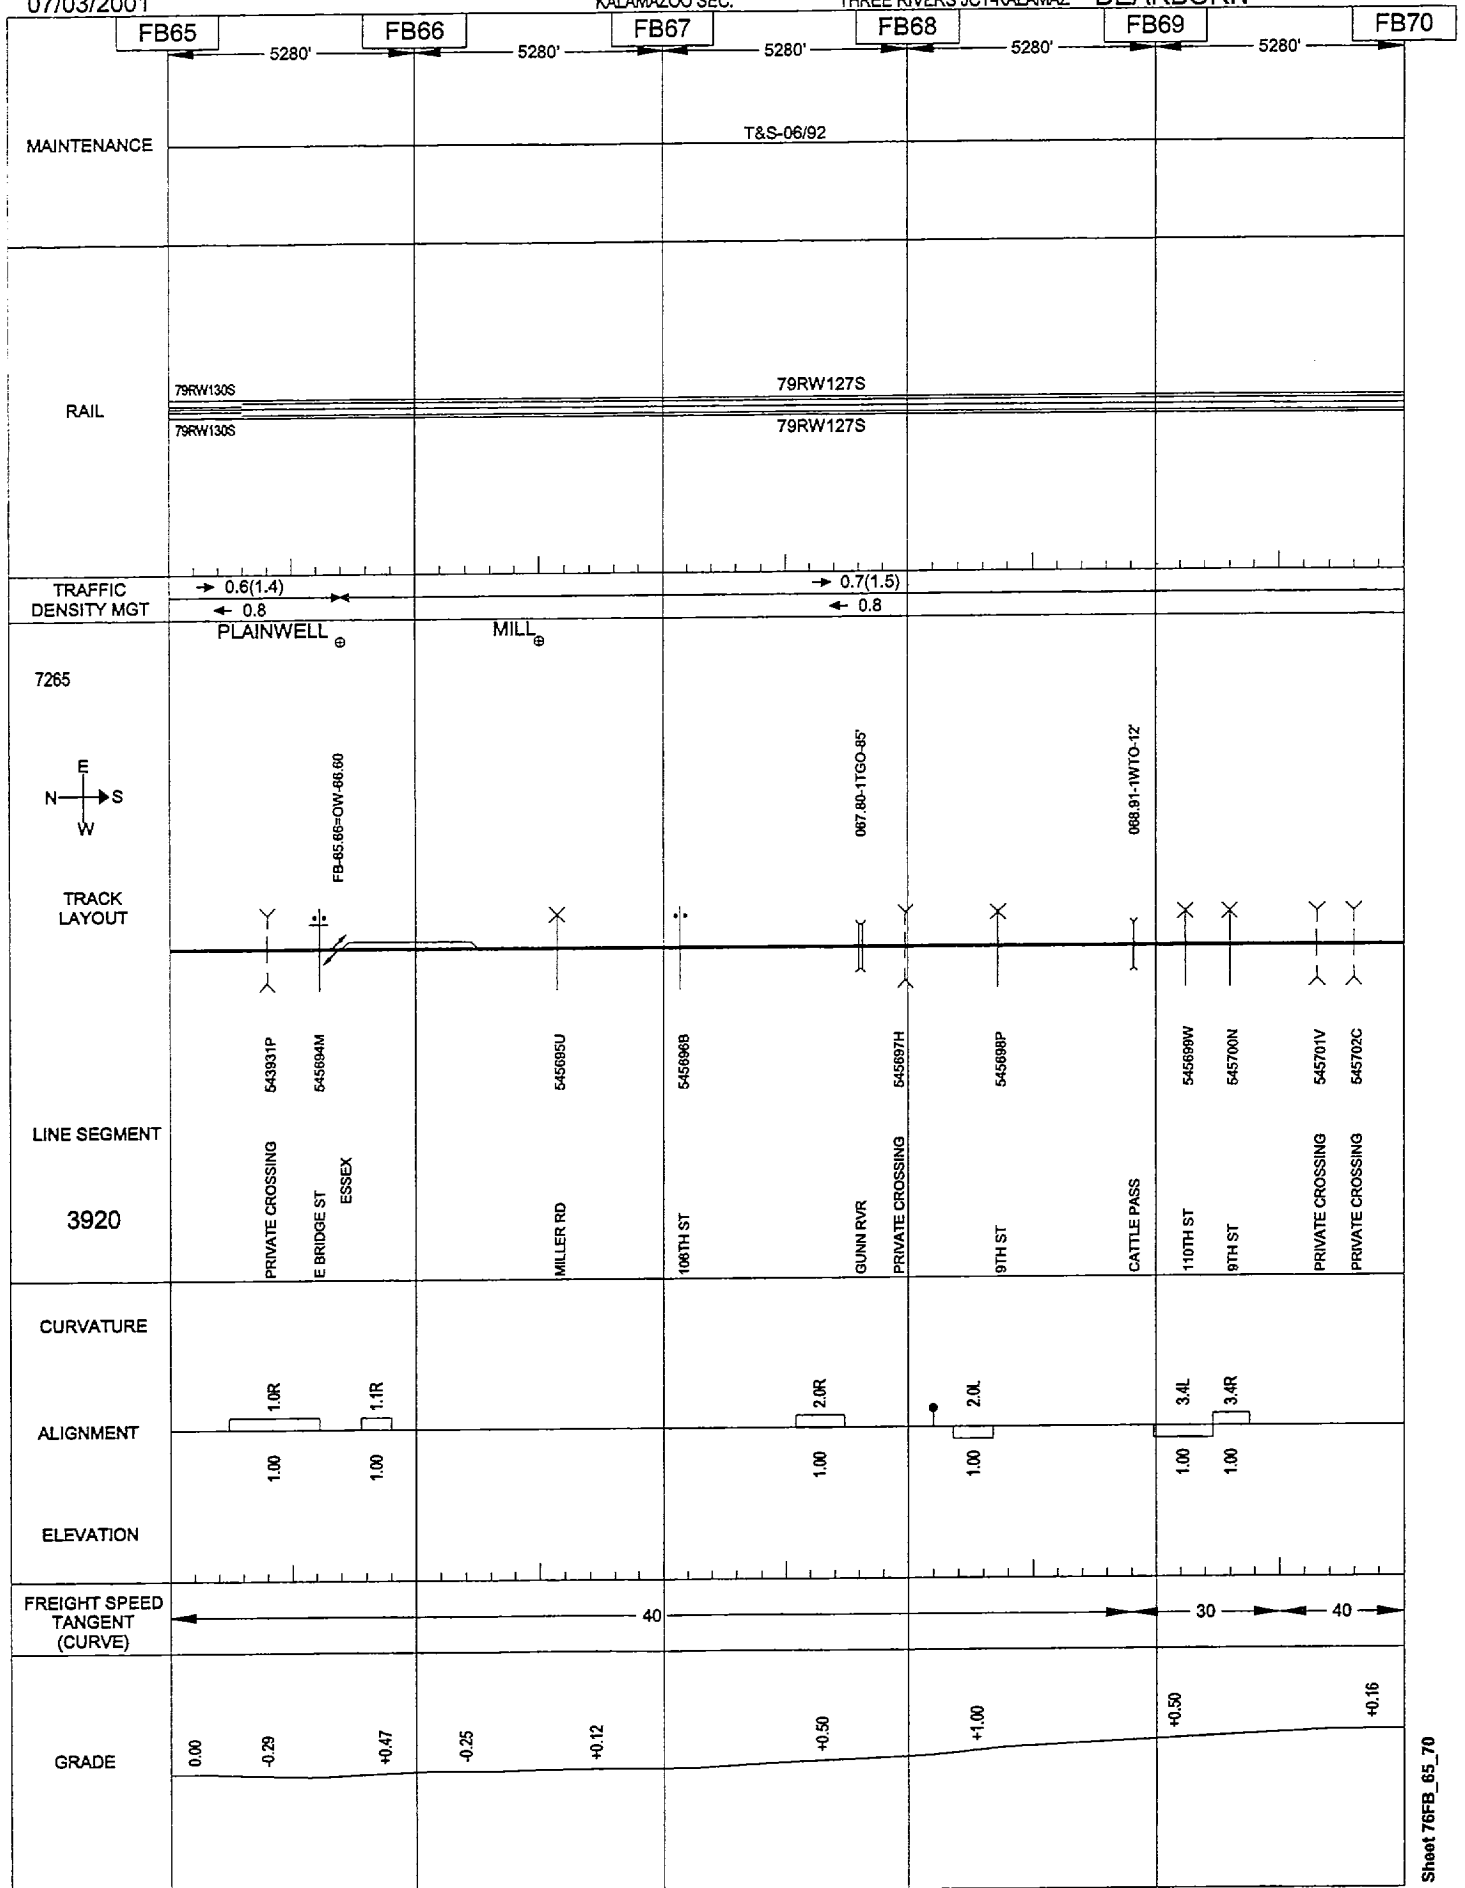 07/03/2001 KALAMAZOO SEC. THREE RIVERS JCT-KALAMAZ DEARBORN
FB65 FB66 FB67 FB68 FB69 FB70
5280' 5280' 5280' 5280' 5280'
MAINTENANCE
T&S-06/92
RAIL
79RW130S 79RW127S
79RW130S 79RW127S
TRAFFIC
DENSITY MGT
→ 0.6(1.4) → 0.7(1.5)
← 0.8 ← 0.8
PLAINWELL MILL
7265
E
N S
W
FB-65.66=OW-66.60
067.80-1TGO-85'
068.91-1WTO-12'
TRACK
LAYOUT
543931P
545694M
545695U
545696B
545697H
545698P
545699W
545700N
545701V
545702C
LINE SEGMENT
3920
PRIVATE CROSSING
E BRIDGE ST
ESSEX
MILLER RD
106TH ST
GUNN RVR
PRIVATE CROSSING
9TH ST
CATTLE PASS
110TH ST
9TH ST
PRIVATE CROSSING
PRIVATE CROSSING
CURVATURE
1.0R 1.1R 2.0R 2.0L 3.4L 3.4R
ALIGNMENT
1.00 1.00 1.00 1.00 1.00 1.00
ELEVATION
FREIGHT SPEED
TANGENT
(CURVE)
40 30 40
GRADE
0.00 -0.29 +0.47 -0.25 +0.12 +0.50 +1.00 +0.50 +0.16
Sheet 76FB_65_70